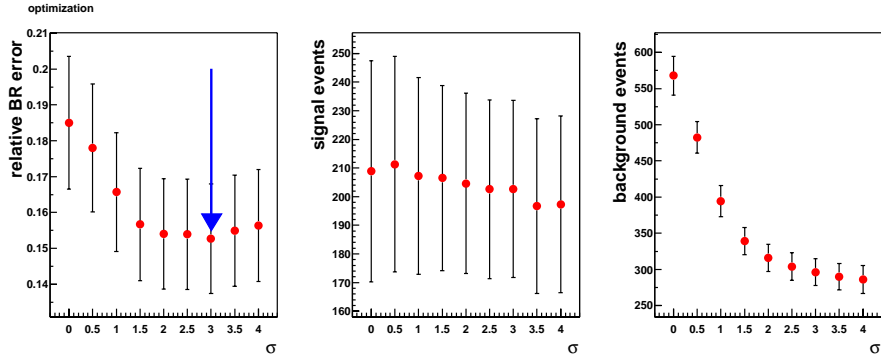 optimization
relative BR error
0.21
0.2
0.19
0.18
0.17
0.16
0.15
0.14
0 0.5 1 1.5 2 2.5 3 3.5 4
σ
signal events
250
240
230
220
210
200
190
180
170
160
0 0.5 1 1.5 2 2.5 3 3.5 4
σ
background events
600
550
500
450
400
350
300
250
0 0.5 1 1.5 2 2.5 3 3.5 4
σ